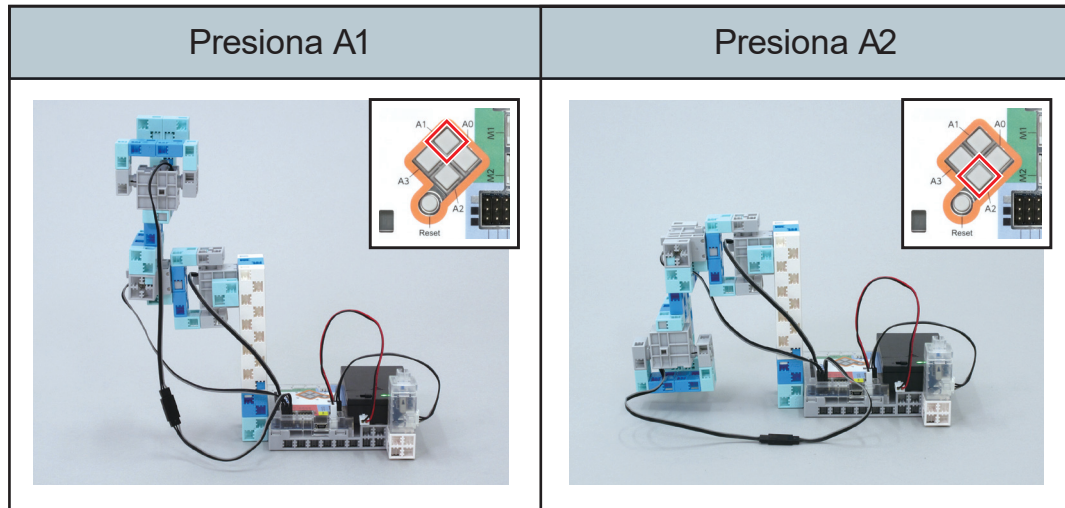 Presiona A1
Presiona A2
A1
A0
M1
M2
A3
A2
Reset
A1
A0
M1
M2
A3
A2
Reset